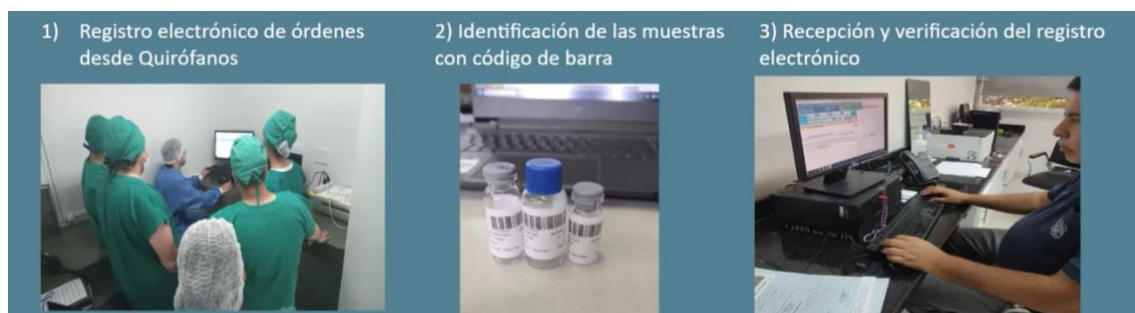 1) Registro electrónico de órdenes
desde Quirófanos
2) Identificación de las muestras
con código de barra
3) Recepción y verificación del registro
electrónico